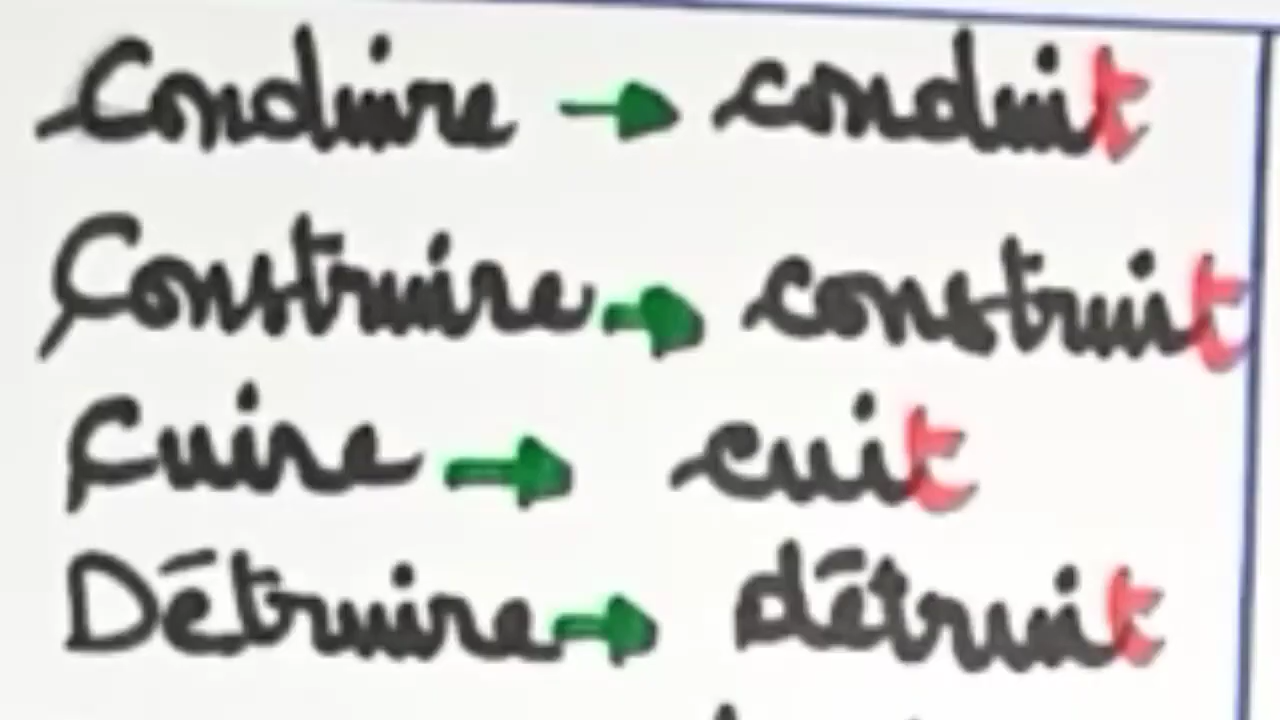 Conduire → conduit
Construire → construit
Cuire → cuit
Détruire → détruit